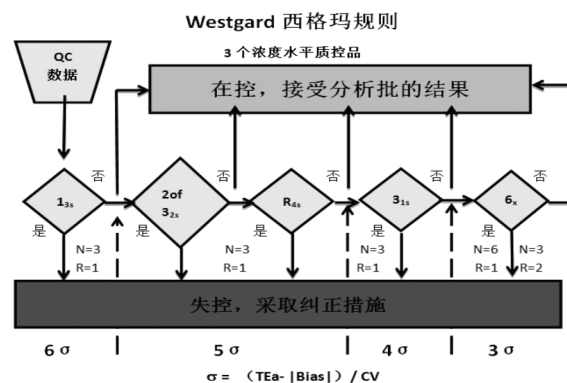 Westgard 西格玛规则
3 个浓度水平质控品
QC
数据
在控，接受分析批的结果
否
否
否
否
否
1₃ₛ
2of
3₂ₛ
R₄ₛ
3₁ₛ
6ₓ
是
是
是
是
是
N=3
R=1
N=3
R=1
N=3
R=1
N=6
R=1
N=3
R=2
失控，采取纠正措施
6 σ
5 σ
4 σ
3 σ
σ = （TEa- |Bias|）/ CV